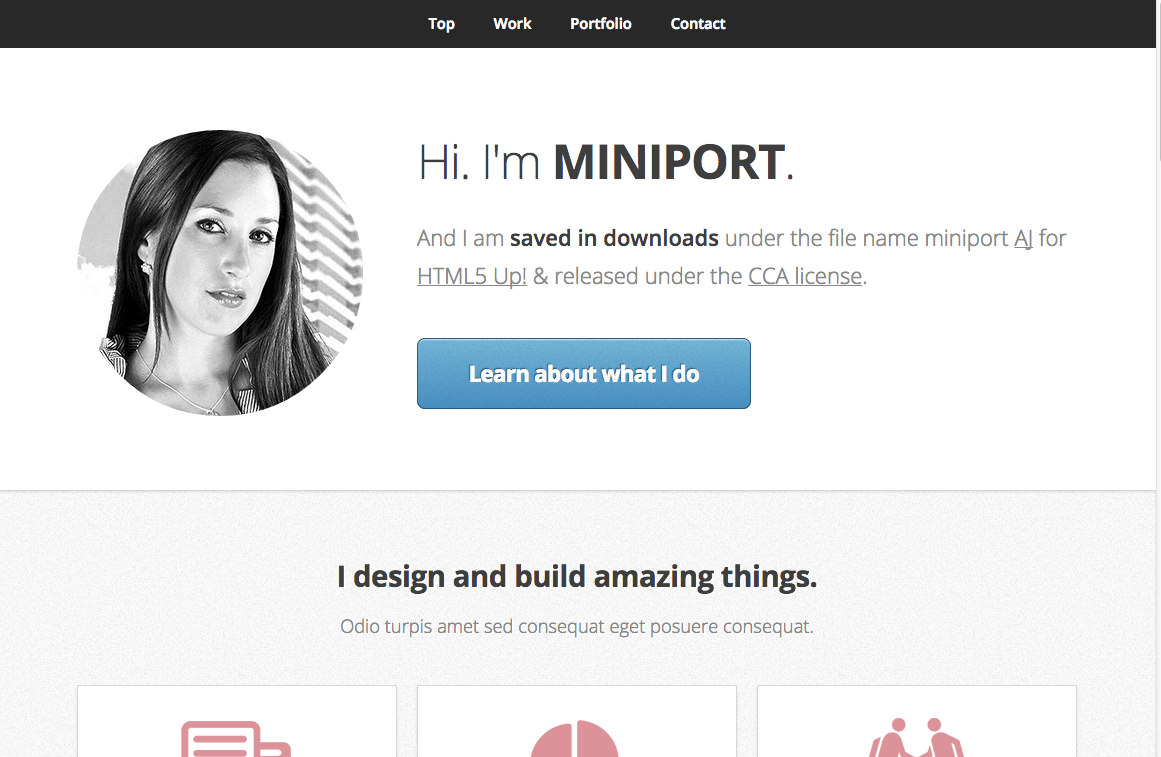 Top Work Portfolio Contact
Hi. I'm MINIPORT.
And I am saved in downloads under the file name miniport AJ for
HTML5 Up! & released under the CCA license.
Learn about what I do
I design and build amazing things.
Odio turpis amet sed consequat eget posuere consequat.